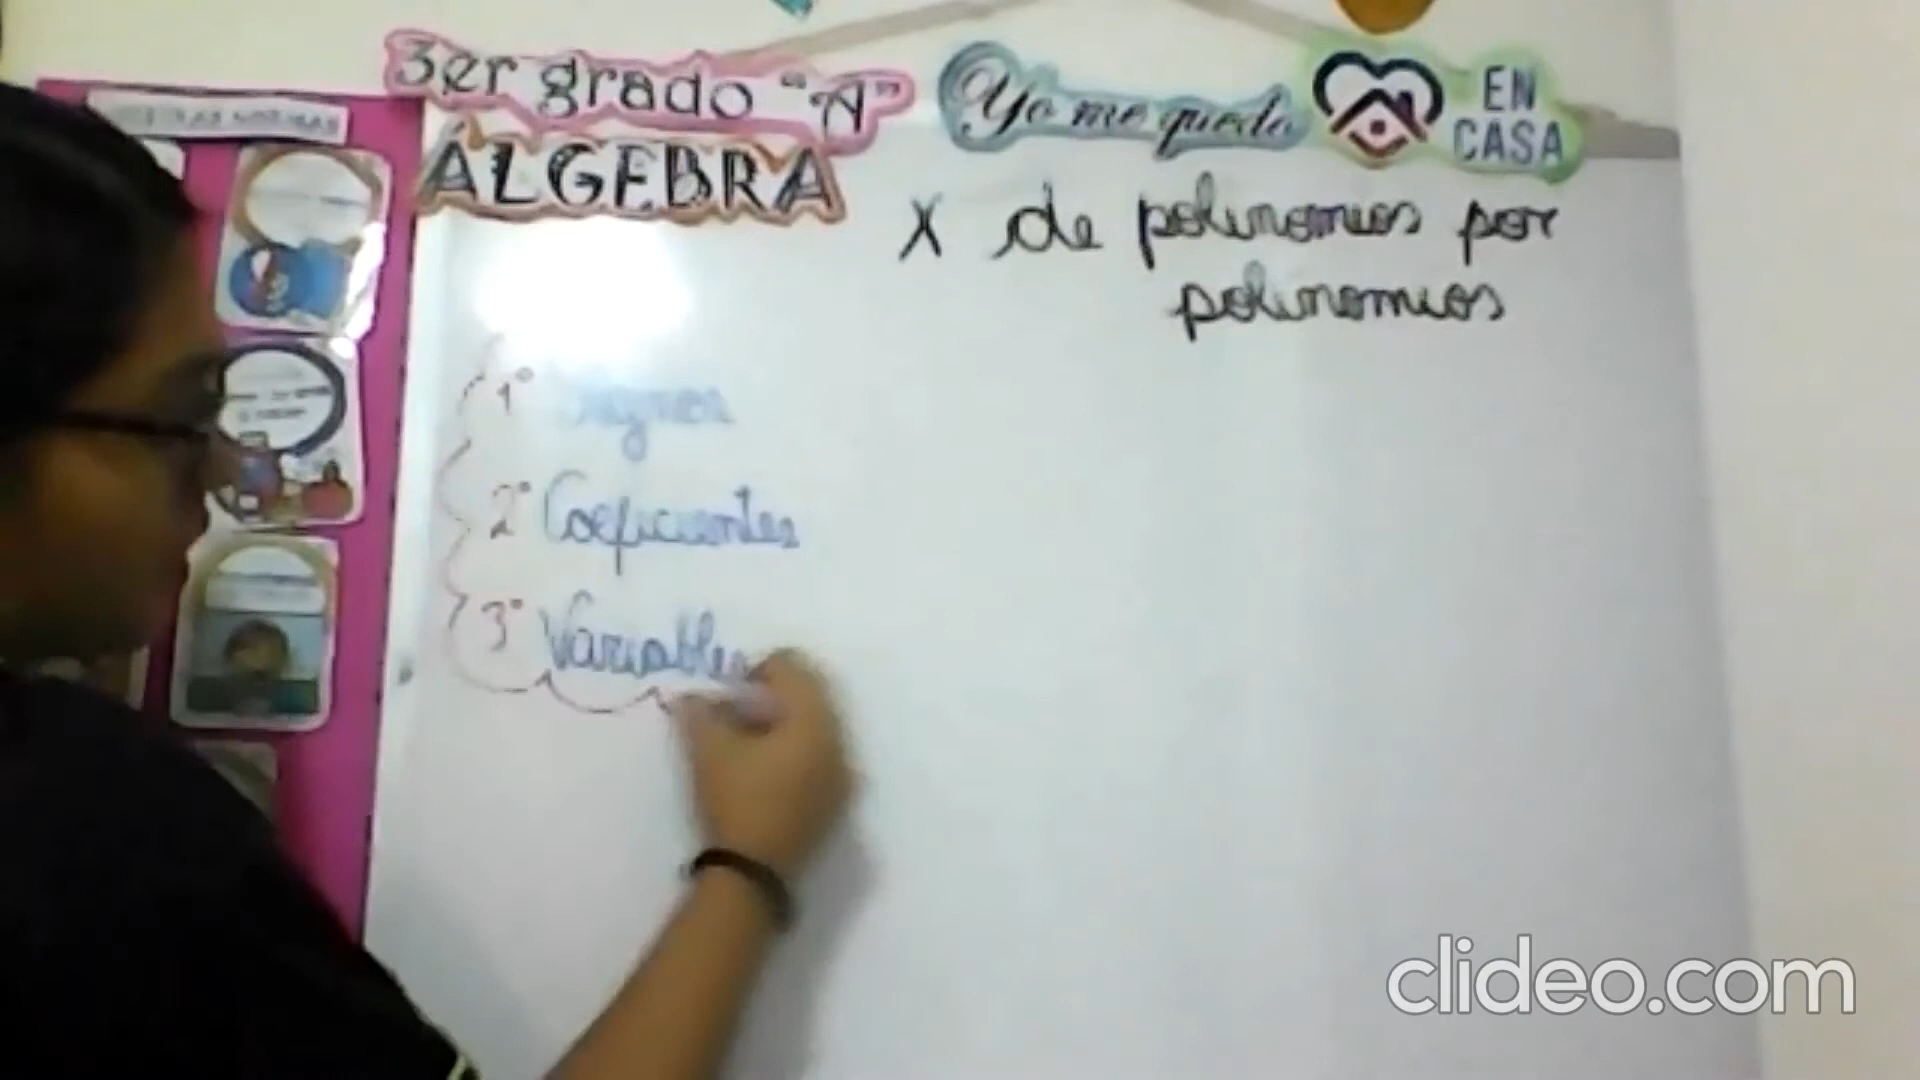 3er grado "A"
ÁLGEBRA
Yo me quedo
EN
CASA
X de polinomios por
polinomios
1° Signos
2° Coeficientes
3° Variables
clideo.com